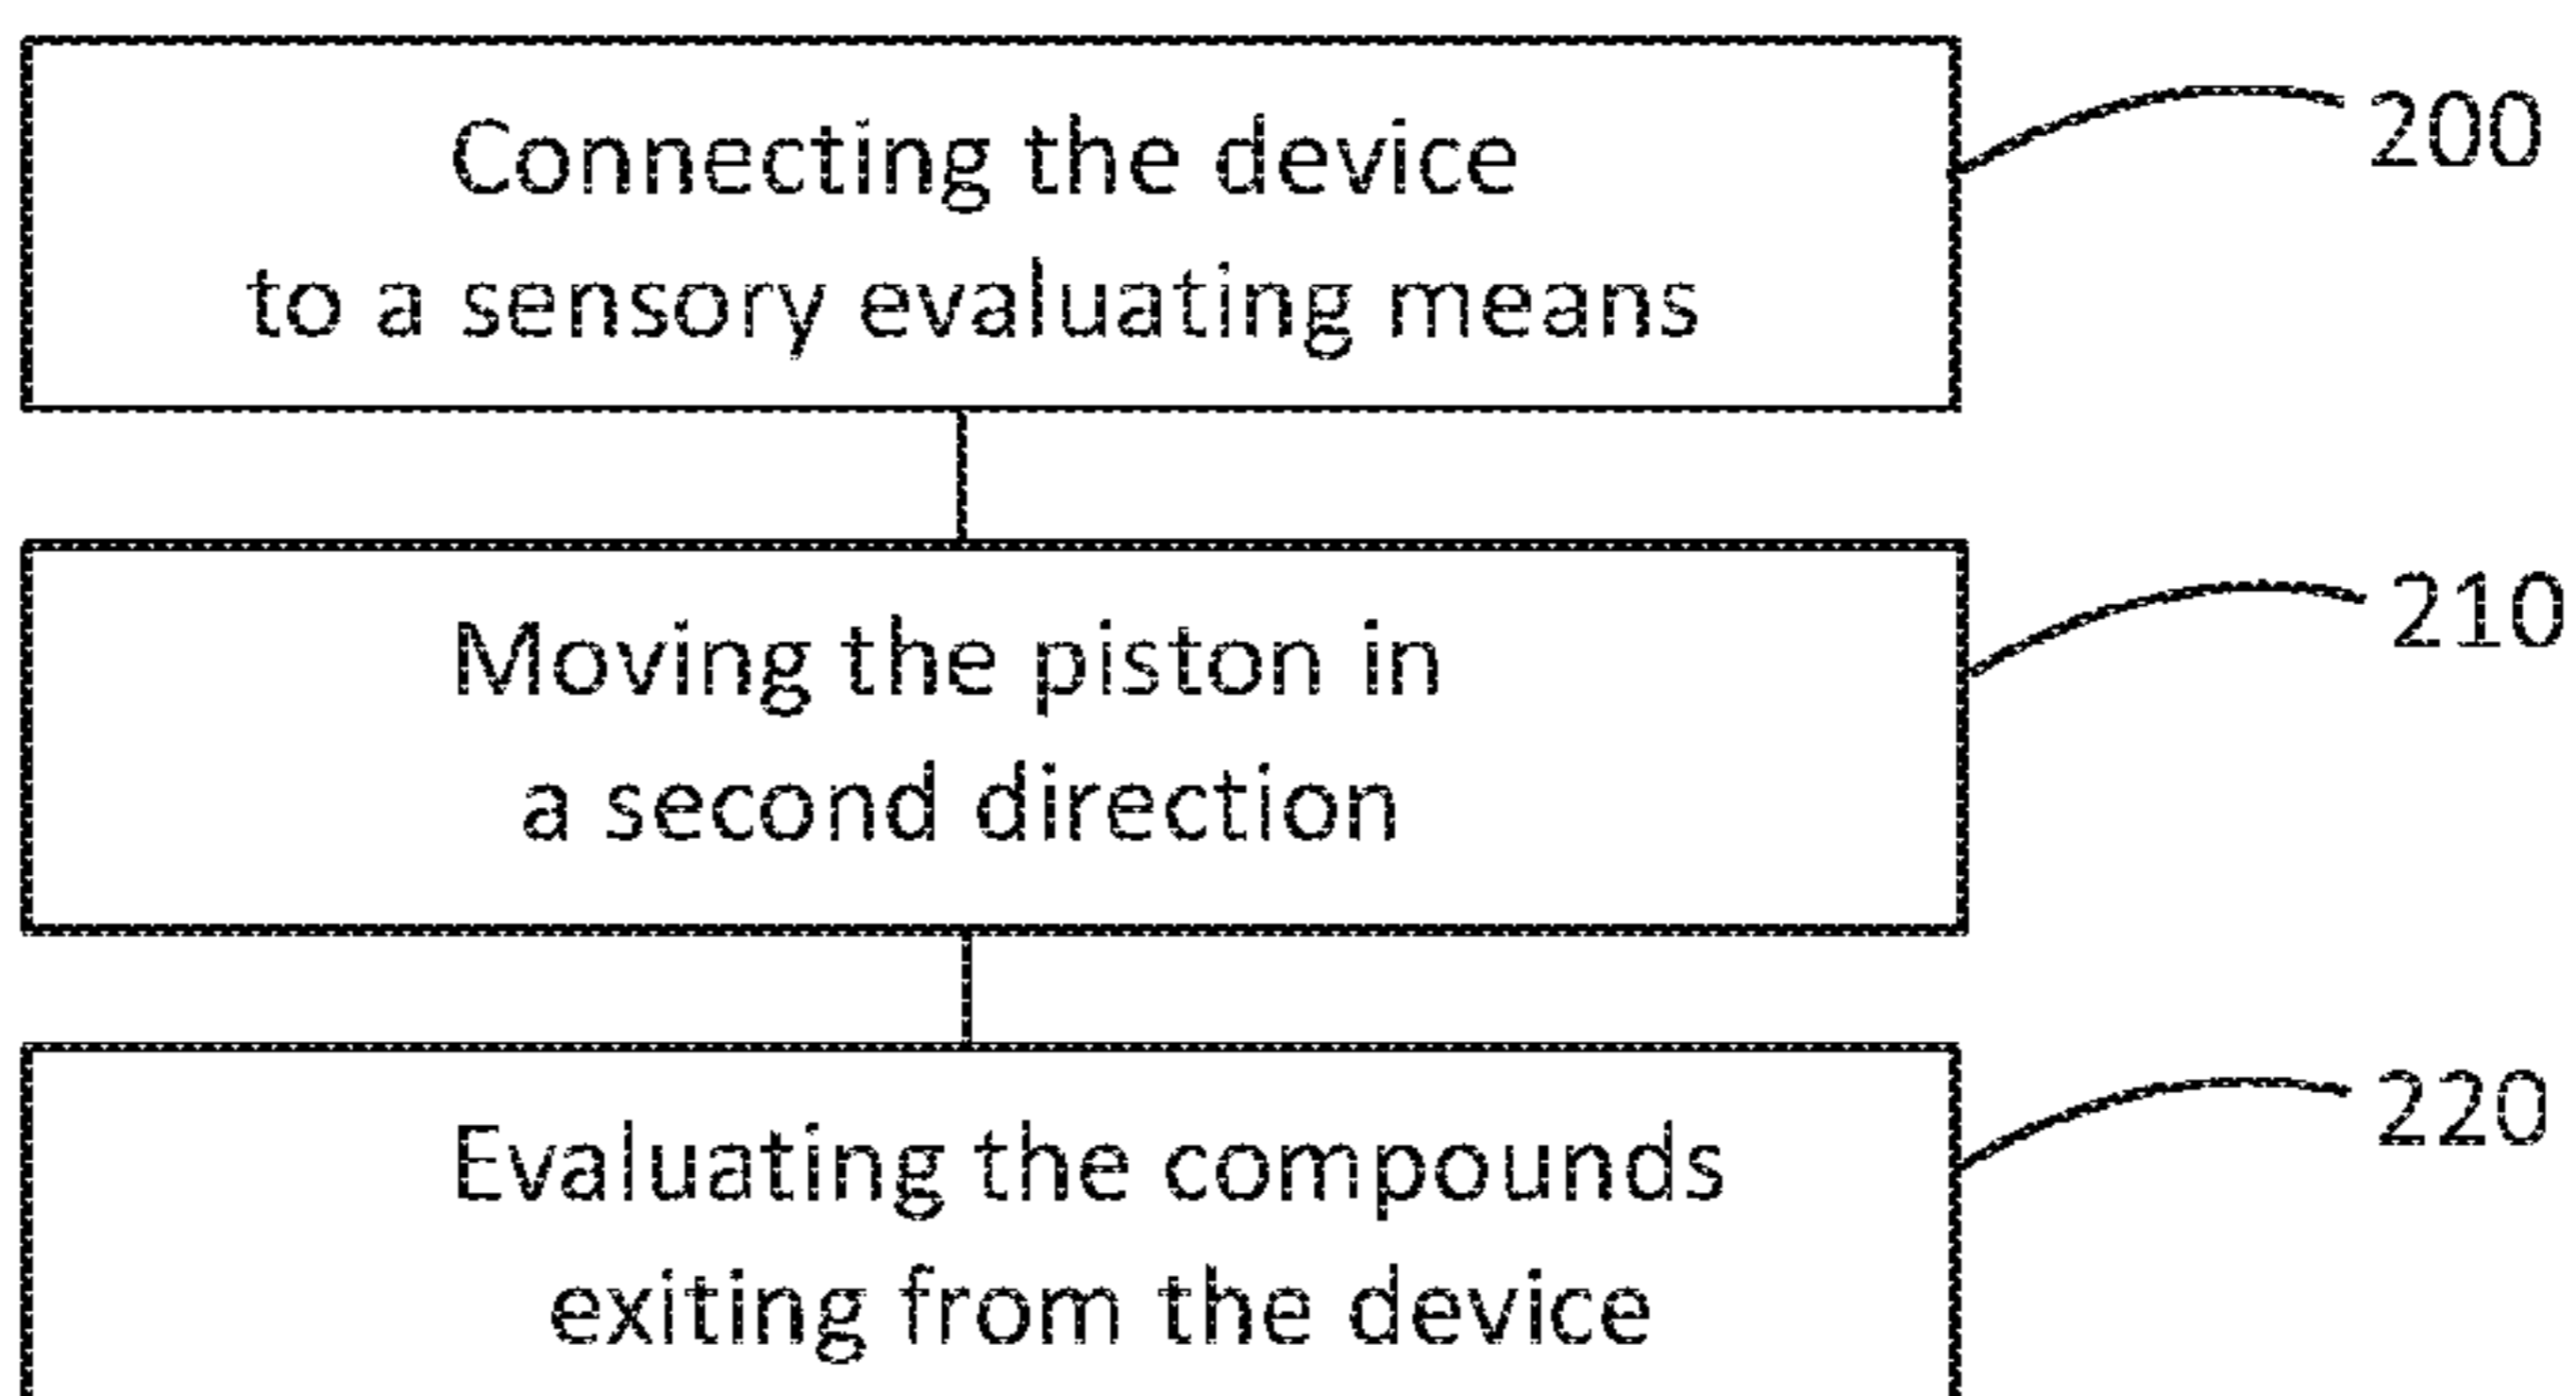 Connecting the device
to a sensory evaluating means
200
Moving the piston in
a second direction
210
Evaluating the compounds
exiting from the device
220